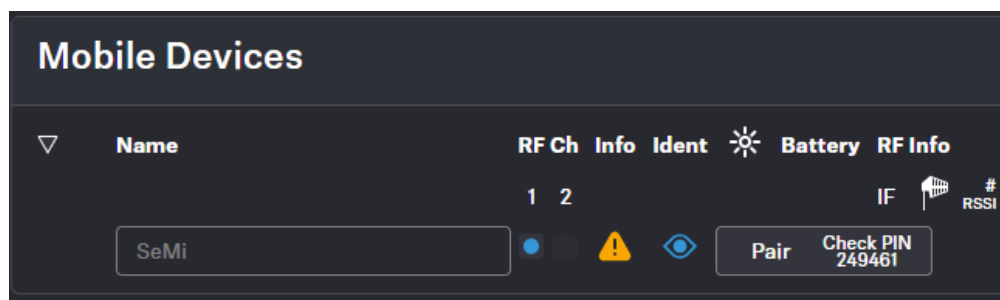 Mobile Devices
Name RF Ch Info Ident Battery RF Info
1 2 IF # RSSI
SeMi Pair Check PIN 249461